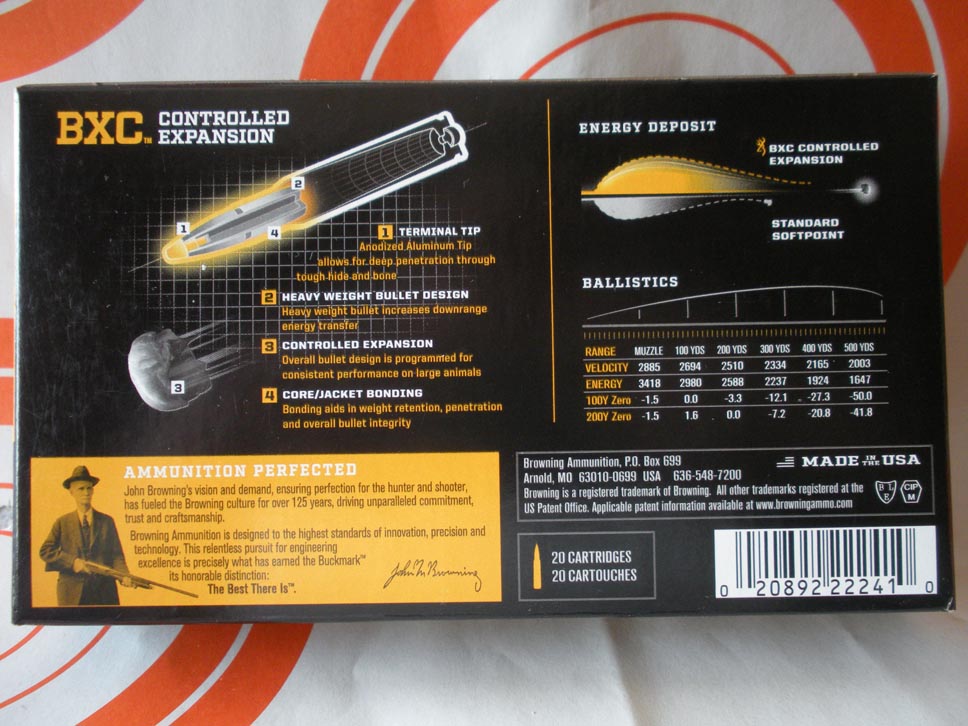 BXC™ CONTROLLED
EXPANSION
1
2
4
3
1 TERMINAL TIP
Anodized Aluminum Tip
allows for deep penetration through
tough hide and bone
2 HEAVY WEIGHT BULLET DESIGN
Heavy weight bullet increases downrange
energy transfer
3 CONTROLLED EXPANSION
Overall bullet design is programmed for
consistent performance on large animals
4 CORE/JACKET BONDING
Bonding aids in weight retention, penetration
and overall bullet integrity
ENERGY DEPOSIT
BXC CONTROLLED
EXPANSION
STANDARD
SOFTPOINT
BALLISTICS
RANGE MUZZLE 100 YDS 200 YDS 300 YDS 400 YDS 500 YDS
VELOCITY 2885 2694 2510 2334 2165 2003
ENERGY 3418 2980 2588 2237 1924 1647
100Y Zero -1.5 0.0 -3.3 -12.1 -27.3 -50.0
200Y Zero -1.5 1.6 0.0 -7.2 -20.8 -41.8
AMMUNITION PERFECTED
John Browning's vision and demand, ensuring perfection for the hunter and shooter,
has fueled the Browning culture for over 125 years, driving unparalleled commitment,
trust and craftsmanship.
Browning Ammunition is designed to the highest standards of innovation, precision and
technology. This relentless pursuit for engineering
excellence is precisely what has earned the Buckmark™
its honorable distinction:
The Best There Is™.
John M. Browning
Browning Ammunition, P.O. Box 699
Arnold, MO 63010-0699 USA 636-548-7200
MADE IN THE USA
Browning is a registered trademark of Browning. All other trademarks registered at the
US Patent Office. Applicable patent information available at www.browningammo.com
BLE
CIP
M
20 CARTRIDGES
20 CARTOUCHES
0 20892 22241 0